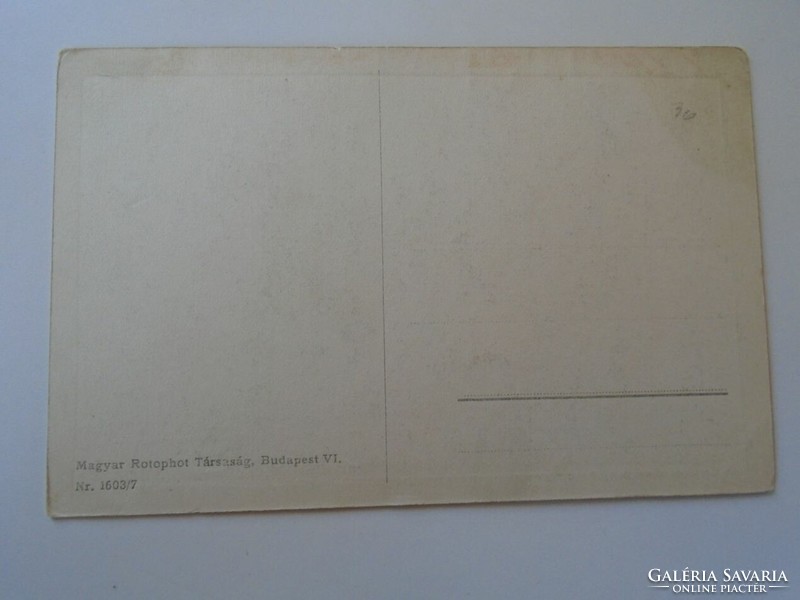 Magyar Rotophot Társaság, Budapest VI.
Nr. 1603/7
GALÉRIA SAVARIA
ONLINE PIACTÉR